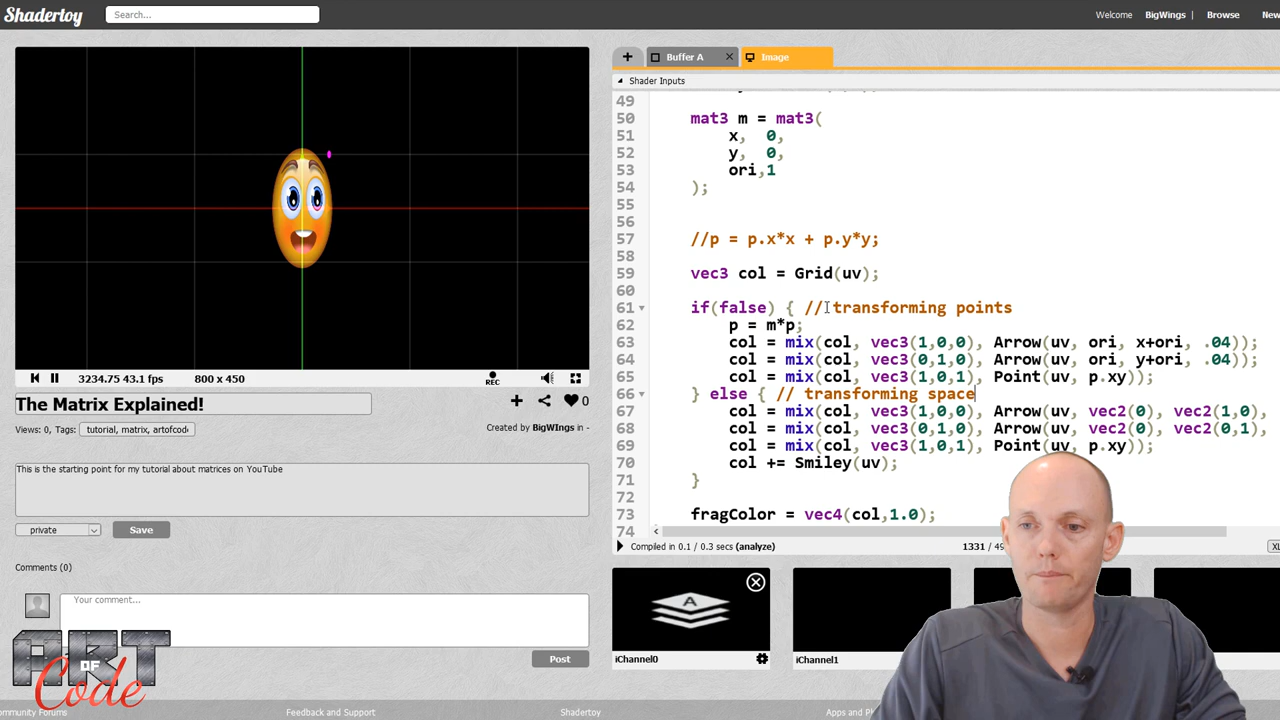 Shadertoy
Search...
Welcome BigWings | Browse New
+ Buffer A Image
Shader Inputs
49
50 mat3 m = mat3(
51 x, 0,
52 y, 0,
53 ori,1
54 );
55
56
57 //p = p.x*x + p.y*y;
58
59 vec3 col = Grid(uv);
60
61 if(false) { // transforming points
62 p = m*p;
63 col = mix(col, vec3(1,0,0), Arrow(uv, ori, x+ori, .04));
64 col = mix(col, vec3(0,1,0), Arrow(uv, ori, y+ori, .04));
65 col = mix(col, vec3(1,0,1), Point(uv, p.xy));
66 } else { // transforming space
67 col = mix(col, vec3(1,0,0), Arrow(uv, vec2(0), vec2(1,0),
68 col = mix(col, vec3(0,1,0), Arrow(uv, vec2(0), vec2(0,1),
69 col = mix(col, vec3(1,0,1), Point(uv, p.xy));
70 col += Smiley(uv);
71 }
72
73 fragColor = vec4(col,1.0);
74
3234.75 43.1 fps 800 x 450
REC
Compiled in 0.1 / 0.3 secs (analyze) 1331 / 49
The Matrix Explained!
0
Views: 0, Tags: tutorial, matrix, artofcode
Created by BigWIngs in -
This is the starting point for my tutorial about matrices on YouTube
private Save
Comments (0)
Your comment...
Post
A
iChannel0 iChannel1
ART
OF
Code
ommunity Forums Feedback and Support Shadertoy